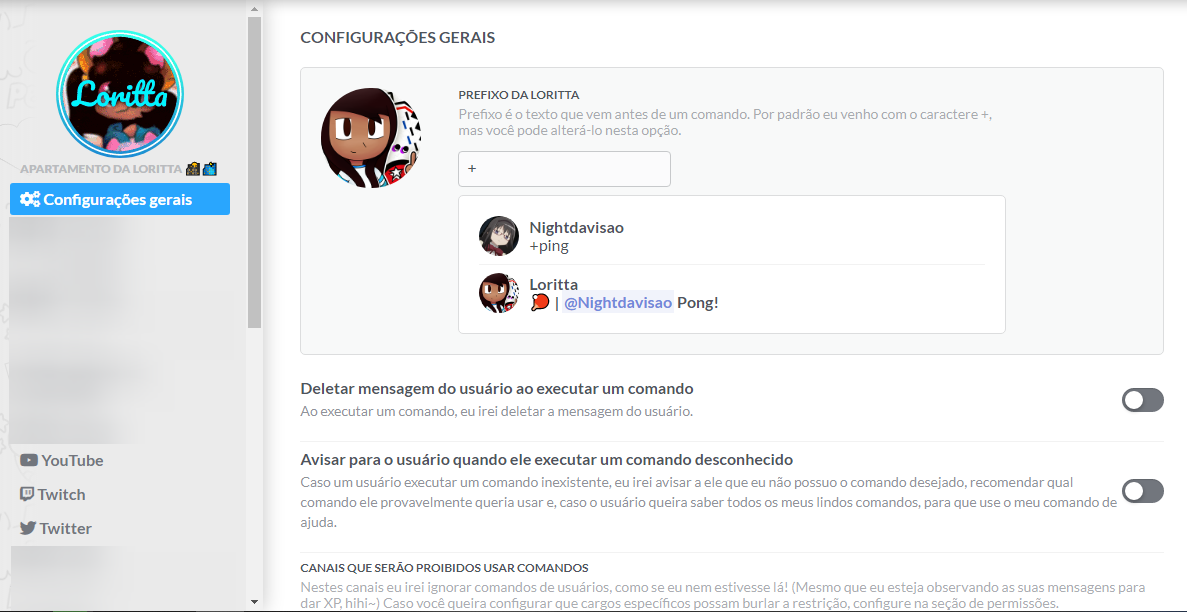 Loritta
APARTAMENTO DA LORITTA
Configurações gerais
YouTube
Twitch
Twitter
CONFIGURAÇÕES GERAIS
PREFIXO DA LORITTA
Prefixo é o texto que vem antes de um comando. Por padrão eu venho com o caractere +,
mas você pode alterá-lo nesta opção.
+
Nightdavisao
+ping
Loritta
| @Nightdavisao Pong!
Deletar mensagem do usuário ao executar um comando
Ao executar um comando, eu irei deletar a mensagem do usuário.
Avisar para o usuário quando ele executar um comando desconhecido
Caso um usuário executar um comando inexistente, eu irei avisar a ele que eu não possuo o comando desejado, recomendar qual
comando ele provavelmente queria usar e, caso o usuário queira saber todos os meus lindos comandos, para que use o meu comando de
ajuda.
CANAIS QUE SERÃO PROIBIDOS USAR COMANDOS
Nestes canais eu irei ignorar comandos de usuários, como se eu nem estivesse lá! (Mesmo que eu esteja observando as suas mensagens para
dar XP, hihi~) Caso você queira configurar que cargos específicos possam burlar a restrição, configure na seção de permissões.